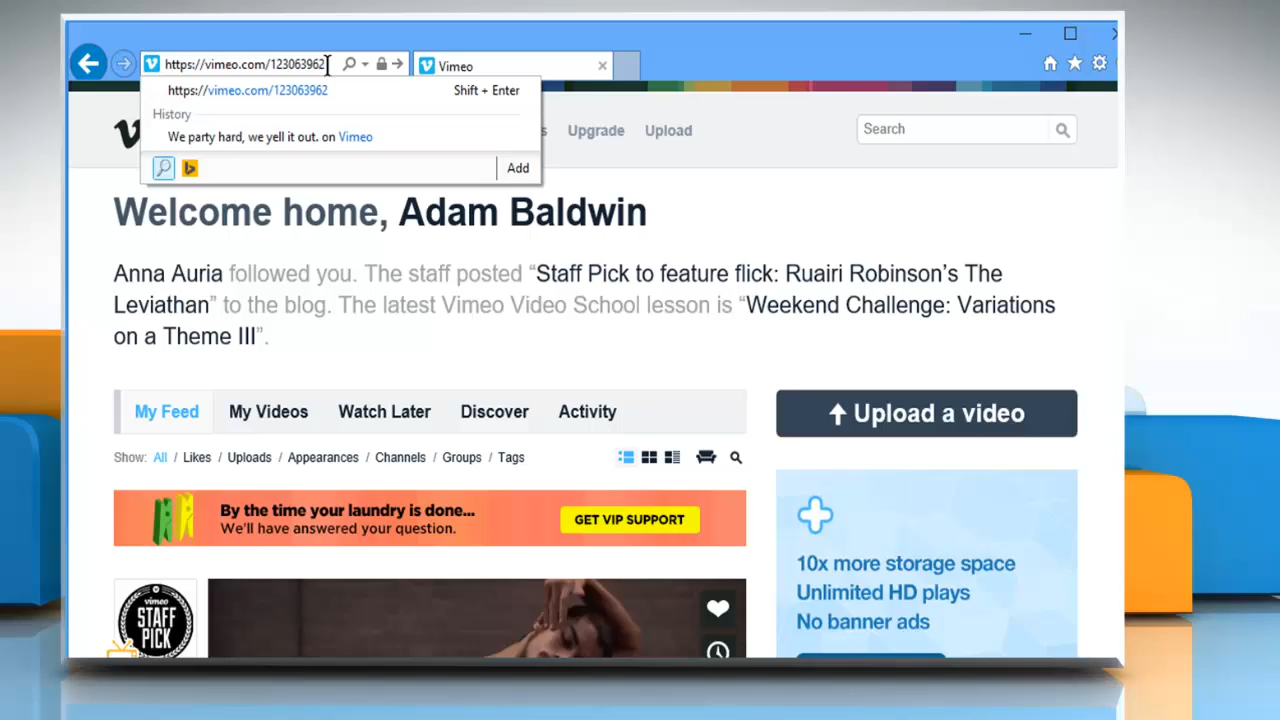 https://vimeo.com/123063962
Vimeo
https://vimeo.com/123063962 Shift + Enter
History
We party hard, we yell it out. on Vimeo
Add
Upgrade Upload
Search
Welcome home, Adam Baldwin
Anna Auria followed you. The staff posted “Staff Pick to feature flick: Ruairi Robinson’s The
Leviathan” to the blog. The latest Vimeo Video School lesson is “Weekend Challenge: Variations
on a Theme III”.
My Feed My Videos Watch Later Discover Activity
Upload a video
Show: All / Likes / Uploads / Appearances / Channels / Groups / Tags
By the time your laundry is done...
We'll have answered your question.
GET VIP SUPPORT
10x more storage space
Unlimited HD plays
No banner ads
vimeo
STAFF
PICK